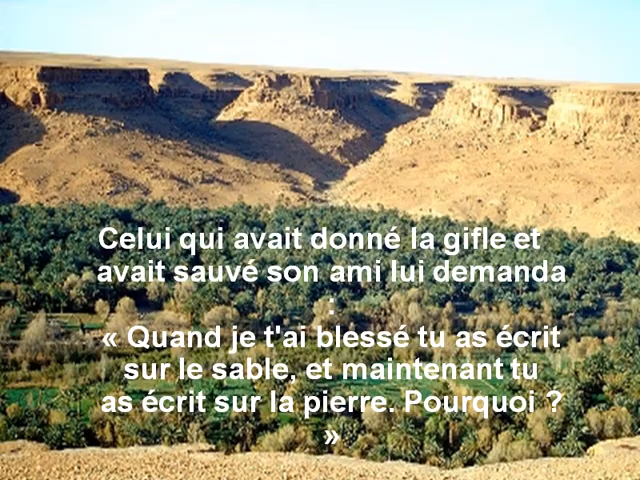 Celui qui avait donné la gifle et
avait sauvé son ami lui demanda
:
« Quand je t'ai blessé tu as écrit
sur le sable, et maintenant tu
as écrit sur la pierre. Pourquoi ?
»